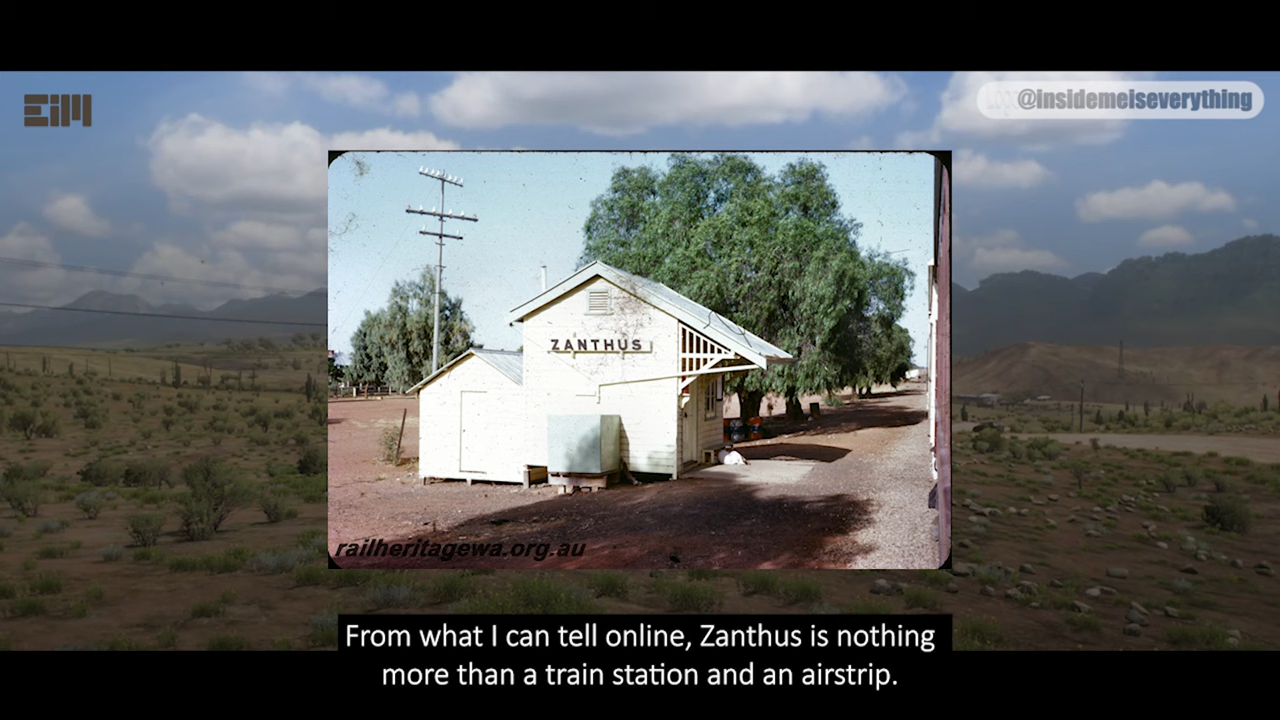 EiM
@insidemeiseverything
ZANTHUS
railheritagewa.org.au
From what I can tell online, Zanthus is nothing
more than a train station and an airstrip.